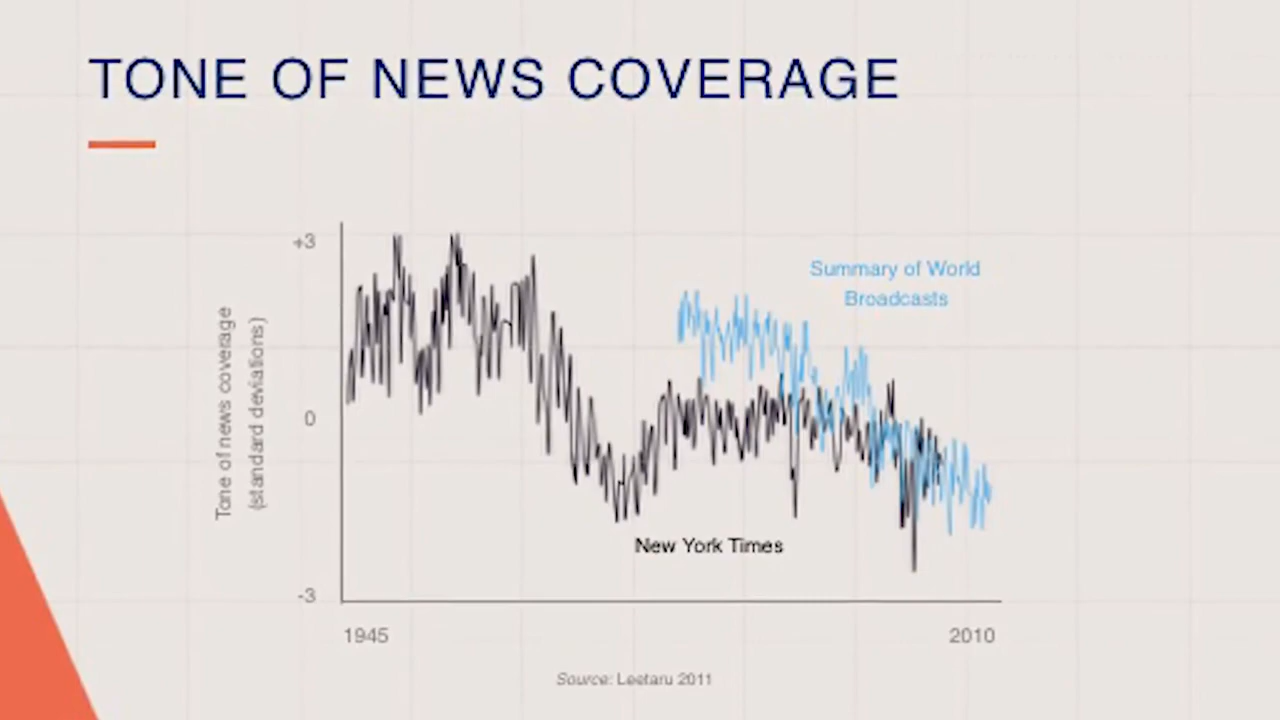 TONE OF NEWS COVERAGE
+3
Summary of World
Broadcasts
Tone of news coverage
(standard deviations)
0
New York Times
-3
1945
2010
Source: Leetaru 2011